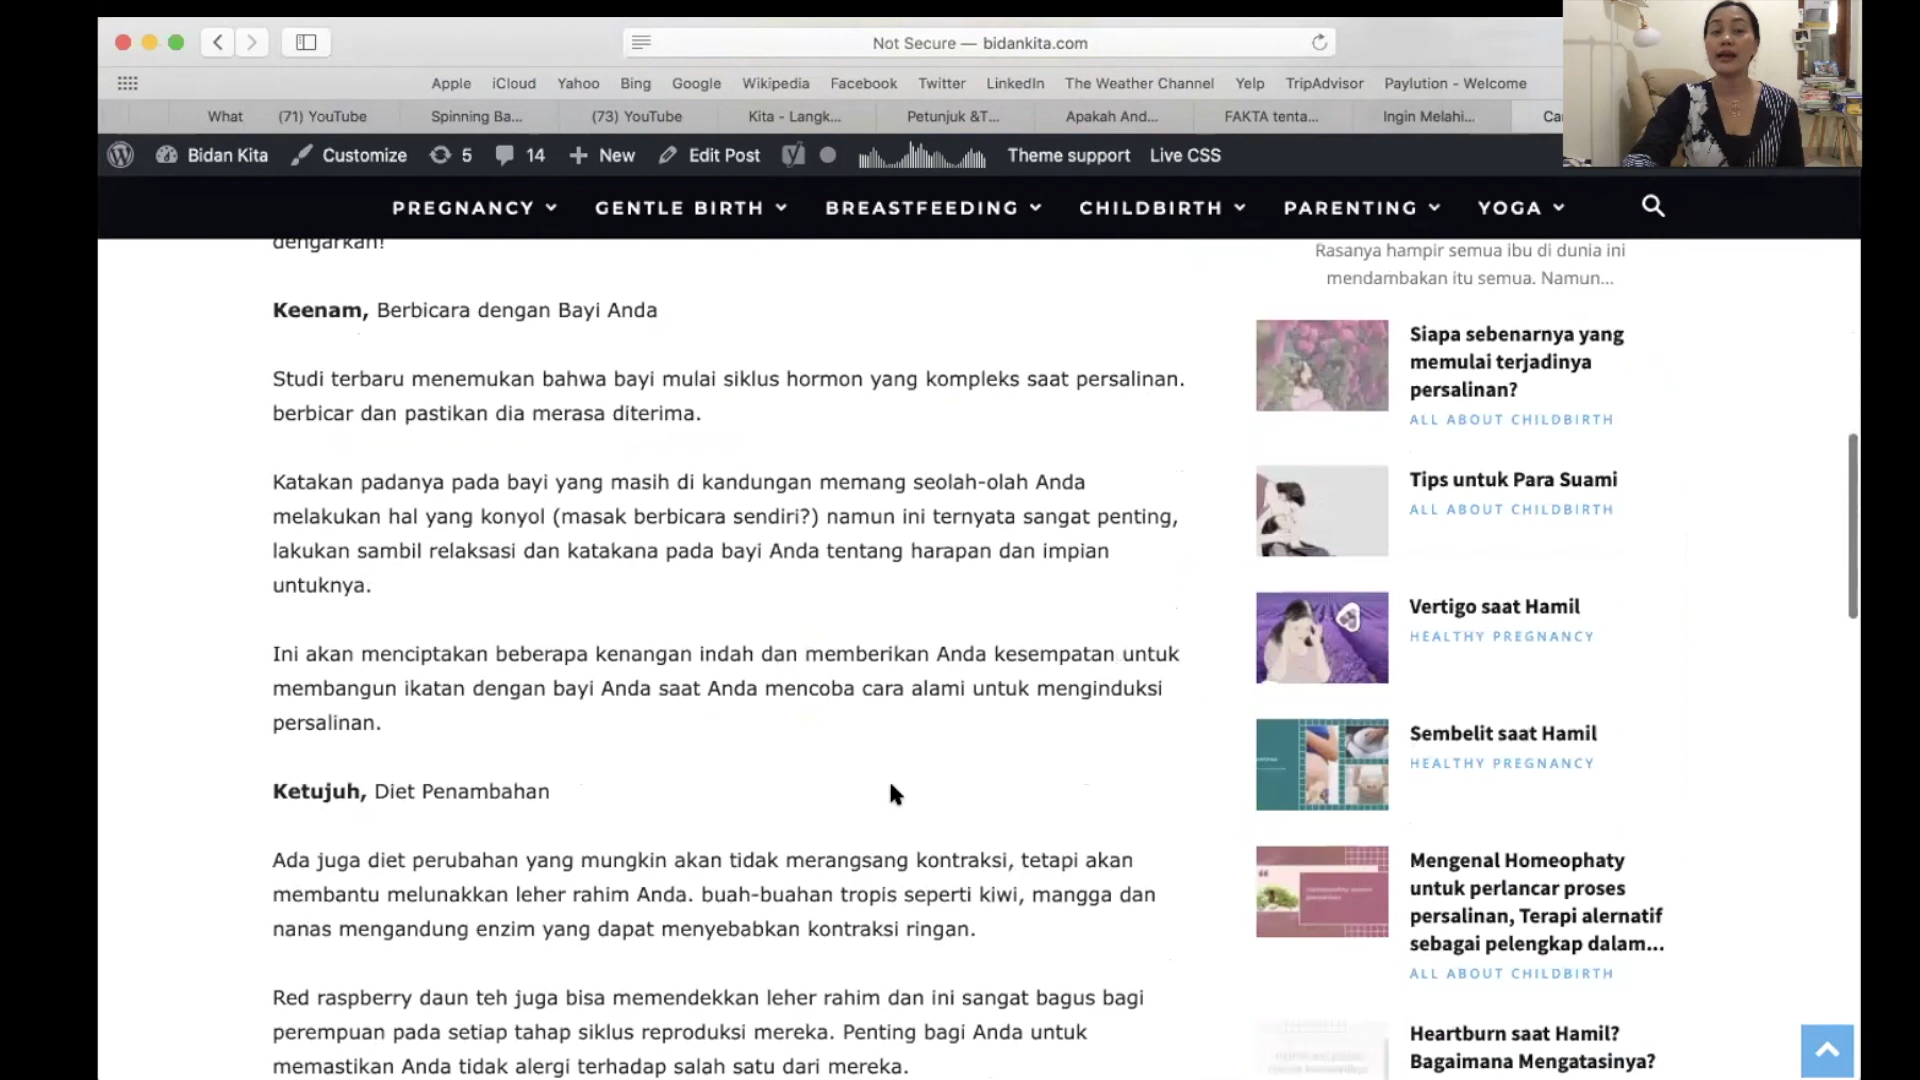 Not Secure — bidankita.com
Apple iCloud Yahoo Bing Google Wikipedia Facebook Twitter LinkedIn The Weather Channel Yelp TripAdvisor Paylution - Welcome
What (71) YouTube Spinning Ba... (73) YouTube Kita - Langk... Petunjuk &T... Apakah And... FAKTA tenta... Ingin Melahi...
Bidan Kita Customize 5 14 New Edit Post Theme support Live CSS
PREGNANCY GENTLE BIRTH BREASTFEEDING CHILDBIRTH PARENTING YOGA
dengarkan!
Keenam, Berbicara dengan Bayi Anda
Studi terbaru menemukan bahwa bayi mulai siklus hormon yang kompleks saat persalinan.
berbicar dan pastikan dia merasa diterima.
Katakan padanya pada bayi yang masih di kandungan memang seolah-olah Anda
melakukan hal yang konyol (masak berbicara sendiri?) namun ini ternyata sangat penting,
lakukan sambil relaksasi dan katakana pada bayi Anda tentang harapan dan impian
untuknya.
Ini akan menciptakan beberapa kenangan indah dan memberikan Anda kesempatan untuk
membangun ikatan dengan bayi Anda saat Anda mencoba cara alami untuk menginduksi
persalinan.
Ketujuh, Diet Penambahan
Ada juga diet perubahan yang mungkin akan tidak merangsang kontraksi, tetapi akan
membantu melunakkan leher rahim Anda. buah-buahan tropis seperti kiwi, mangga dan
nanas mengandung enzim yang dapat menyebabkan kontraksi ringan.
Red raspberry daun teh juga bisa memendekkan leher rahim dan ini sangat bagus bagi
perempuan pada setiap tahap siklus reproduksi mereka. Penting bagi Anda untuk
memastikan Anda tidak alergi terhadap salah satu dari mereka.
Rasanya hampir semua ibu di dunia ini
mendambakan itu semua. Namun...
Siapa sebenarnya yang
memulai terjadinya
persalinan?
ALL ABOUT CHILDBIRTH
Tips untuk Para Suami
ALL ABOUT CHILDBIRTH
Vertigo saat Hamil
HEALTHY PREGNANCY
Sembelit saat Hamil
HEALTHY PREGNANCY
Mengenal Homeophaty
untuk perlancar proses
persalinan, Terapi alernatif
sebagai pelengkap dalam...
ALL ABOUT CHILDBIRTH
Heartburn saat Hamil?
Bagaimana Mengatasinya?